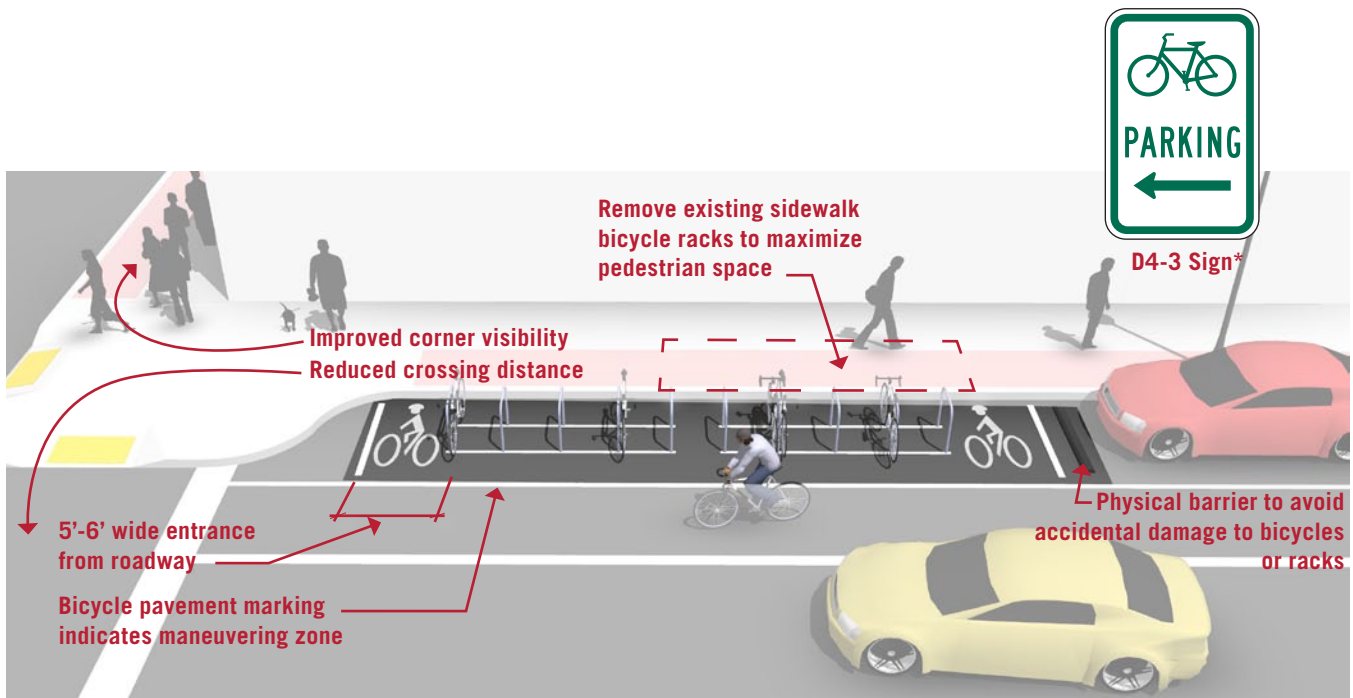 PARKING
D4-3 Sign*
Remove existing sidewalk
bicycle racks to maximize
pedestrian space
Improved corner visibility
Reduced crossing distance
5'-6' wide entrance
from roadway
Bicycle pavement marking
indicates maneuvering zone
Physical barrier to avoid
accidental damage to bicycles
or racks